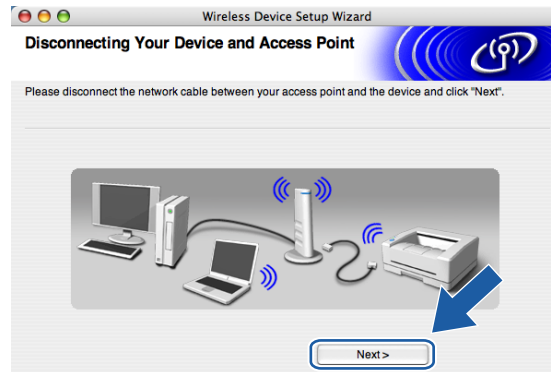 Wireless Device Setup Wizard
Disconnecting Your Device and Access Point
Please disconnect the network cable between your access point and the device and click "Next".
Next >